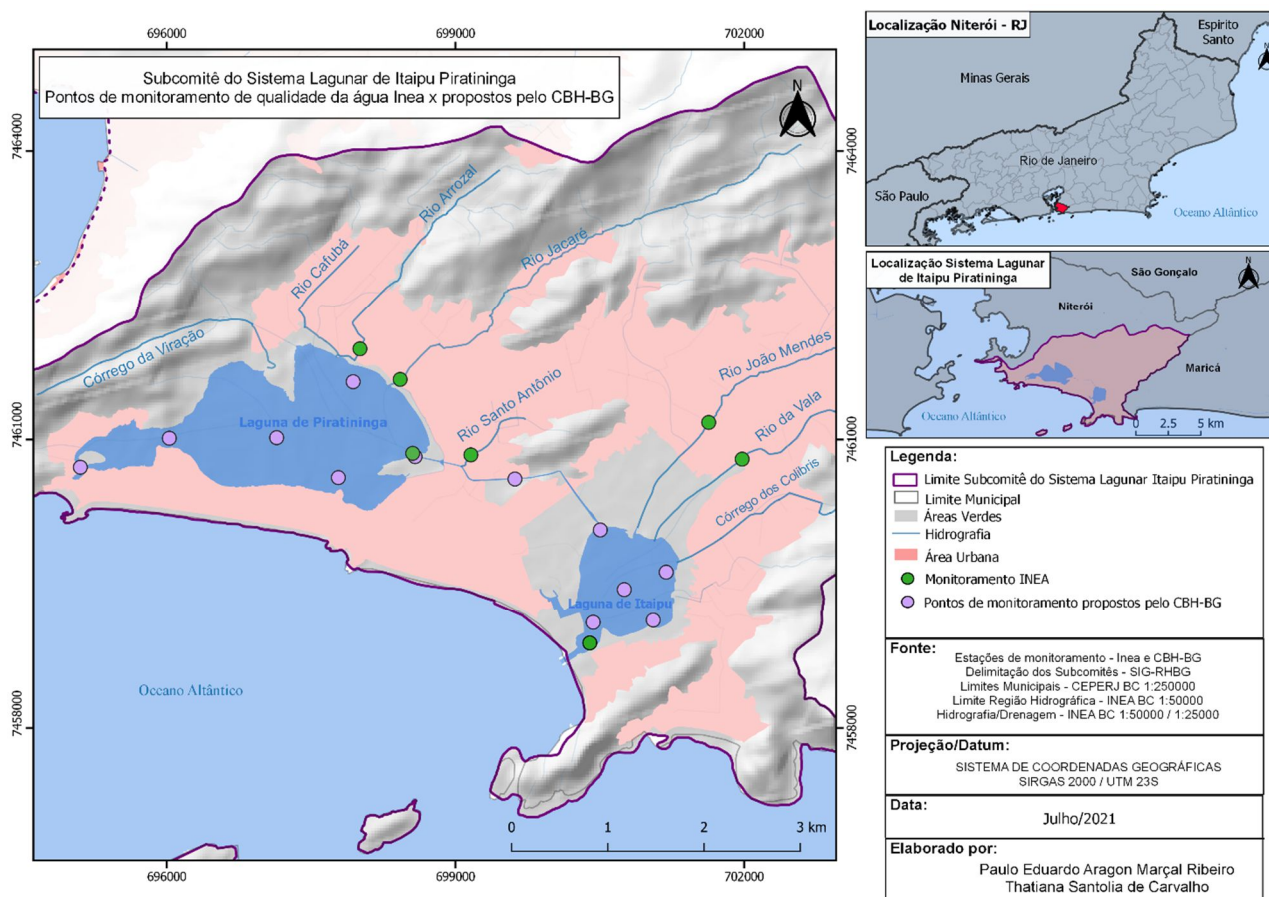 Subcomitê do Sistema Lagunar de Itaipu Piratininga
Pontos de monitoramento de qualidade da água Inea x propostos pelo CBH-BG
696000
699000
702000
7464000
7464000
7461000
7461000
7458000
7458000
696000
699000
702000
Rio Arrozal
Rio Cafubá
Rio Jacaré
Córrego da Viração
Rio João Mendes
Rio Santo Antônio
Rio da Vala
Laguna de Piratininga
Córrego dos Colibris
Laguna de Itaipu
Oceano Altântico
0 1 2 3 km
Localização Niterói - RJ
Espirito
Santo
N
Minas Gerais
Rio de Janeiro
São Paulo
Oceano Altântico
Localização Sistema Lagunar
de Itaipu Piratininga
São Gonçalo
N
Niterói
Maricá
Oceano Altântico
0 2.5 5 km
Legenda:
Limite Subcomitê do Sistema Lagunar Itaipu Piratininga
Limite Municipal
Áreas Verdes
Hidrografia
Área Urbana
Monitoramento INEA
Pontos de monitoramento propostos pelo CBH-BG
Fonte:
Estações de monitoramento - Inea e CBH-BG
Delimitação dos Subcomitês - SIG-RHBG
Limites Municipais - CEPERJ BC 1:250000
Limite Região Hidrográfica - INEA BC 1:50000
Hidrografia/Drenagem - INEA BC 1:50000 / 1:25000
Projeção/Datum:
SISTEMA DE COORDENADAS GEOGRÁFICAS
SIRGAS 2000 / UTM 23S
Data:
Julho/2021
Elaborado por:
Paulo Eduardo Aragon Marçal Ribeiro
Thatiana Santolia de Carvalho